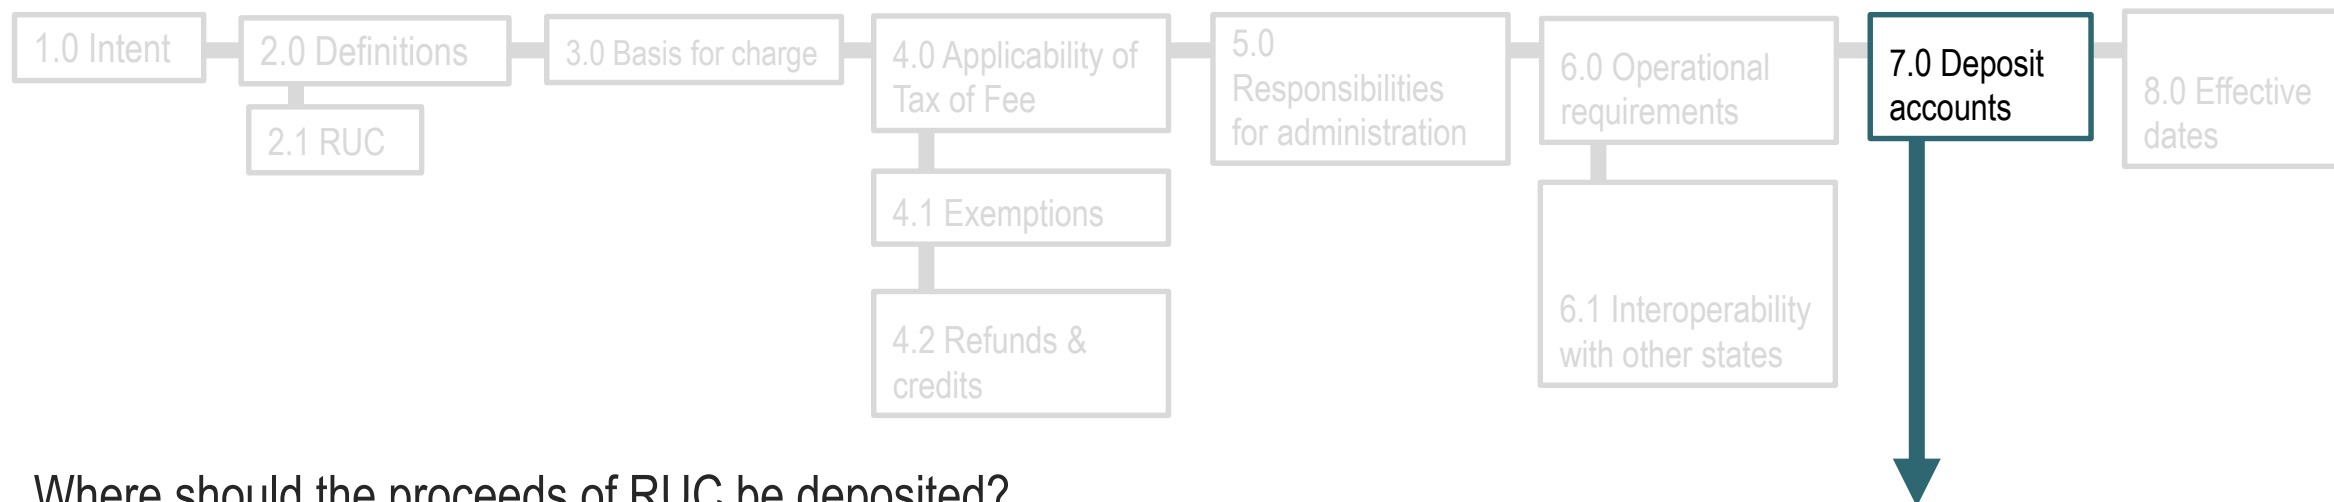 1.0 Intent
2.0 Definitions
2.1 RUC
3.0 Basis for charge
4.0 Applicability of
Tax of Fee
4.1 Exemptions
4.2 Refunds &
credits
5.0
Responsibilities
for administration
6.0 Operational
requirements
6.1 Interoperability
with other states
7.0 Deposit
accounts
8.0 Effective
dates
Where should the proceeds of RUC be deposited?